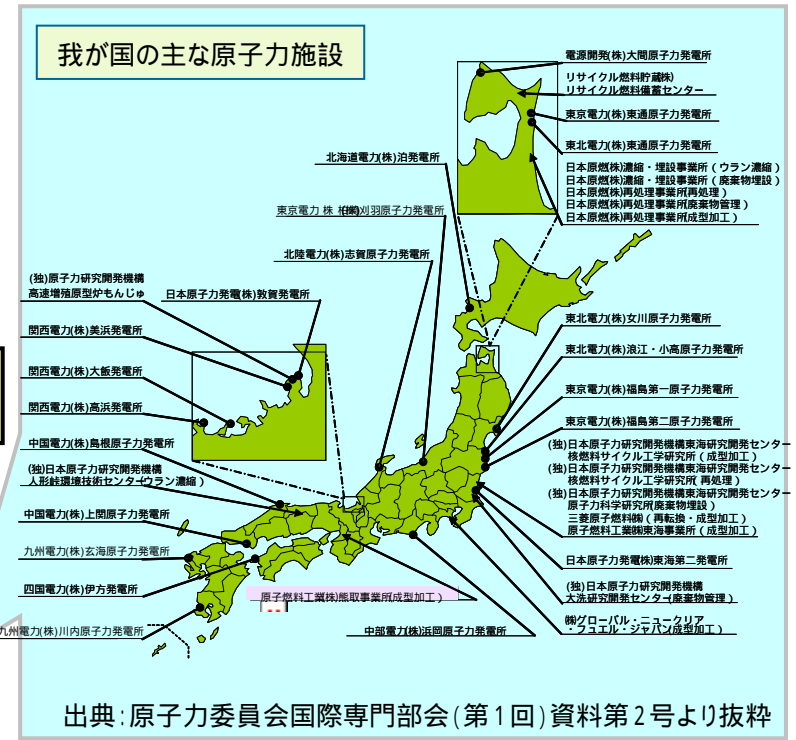 我が国の主な原子力施設
電源開発(株)大間原子力発電所
リサイクル燃料貯蔵(株)
リサイクル燃料備蓄センター
東京電力(株)東通原子力発電所
東北電力(株)東通原子力発電所
日本原燃(株)濃縮・埋設事業所(ウラン濃縮)
日本原燃(株)濃縮・埋設事業所(廃棄物埋設)
日本原燃(株)再処理事業所(再処理)
日本原燃(株)再処理事業所(廃棄物管理)
日本原燃(株)再処理事業所(成型加工)
北海道電力(株)泊発電所
東京電力 株 柏崎刈羽原子力発電所
北陸電力(株)志賀原子力発電所
(独)原子力研究開発機構
高速増殖原型炉もんじゅ
日本原子力発電(株)敦賀発電所
関西電力(株)美浜発電所
関西電力(株)大飯発電所
関西電力(株)高浜発電所
中国電力(株)島根原子力発電所
(独)日本原子力研究開発機構
人形峠環境技術センター(ウラン濃縮)
中国電力(株)上関原子力発電所
九州電力(株)玄海原子力発電所
四国電力(株)伊方発電所
九州電力(株)川内原子力発電所
東北電力(株)女川原子力発電所
東北電力(株)浪江・小高原子力発電所
東京電力(株)福島第一原子力発電所
東京電力(株)福島第二原子力発電所
(独)日本原子力研究開発機構東海研究開発センター
核燃料サイクル工学研究所(成型加工)
(独)日本原子力研究開発機構東海研究開発センター
核燃料サイクル工学研究所(再処理)
(独)日本原子力研究開発機構東海研究開発センター
原子力科学研究所(廃棄物埋設)
三菱原子燃料(株)(再転換・成型加工)
原子燃料工業(株)東海事業所(成型加工)
日本原子力発電(株)東海第二発電所
(独)日本原子力研究開発機構
大洗研究開発センター(廃棄物管理)
(株)グローバル・ニュークリア
・フュエル・ジャパン(成型加工)
原子燃料工業(株)熊取事業所(成型加工)
中部電力(株)浜岡原子力発電所
出典:原子力委員会国際専門部会(第1回)資料第2号より抜粋